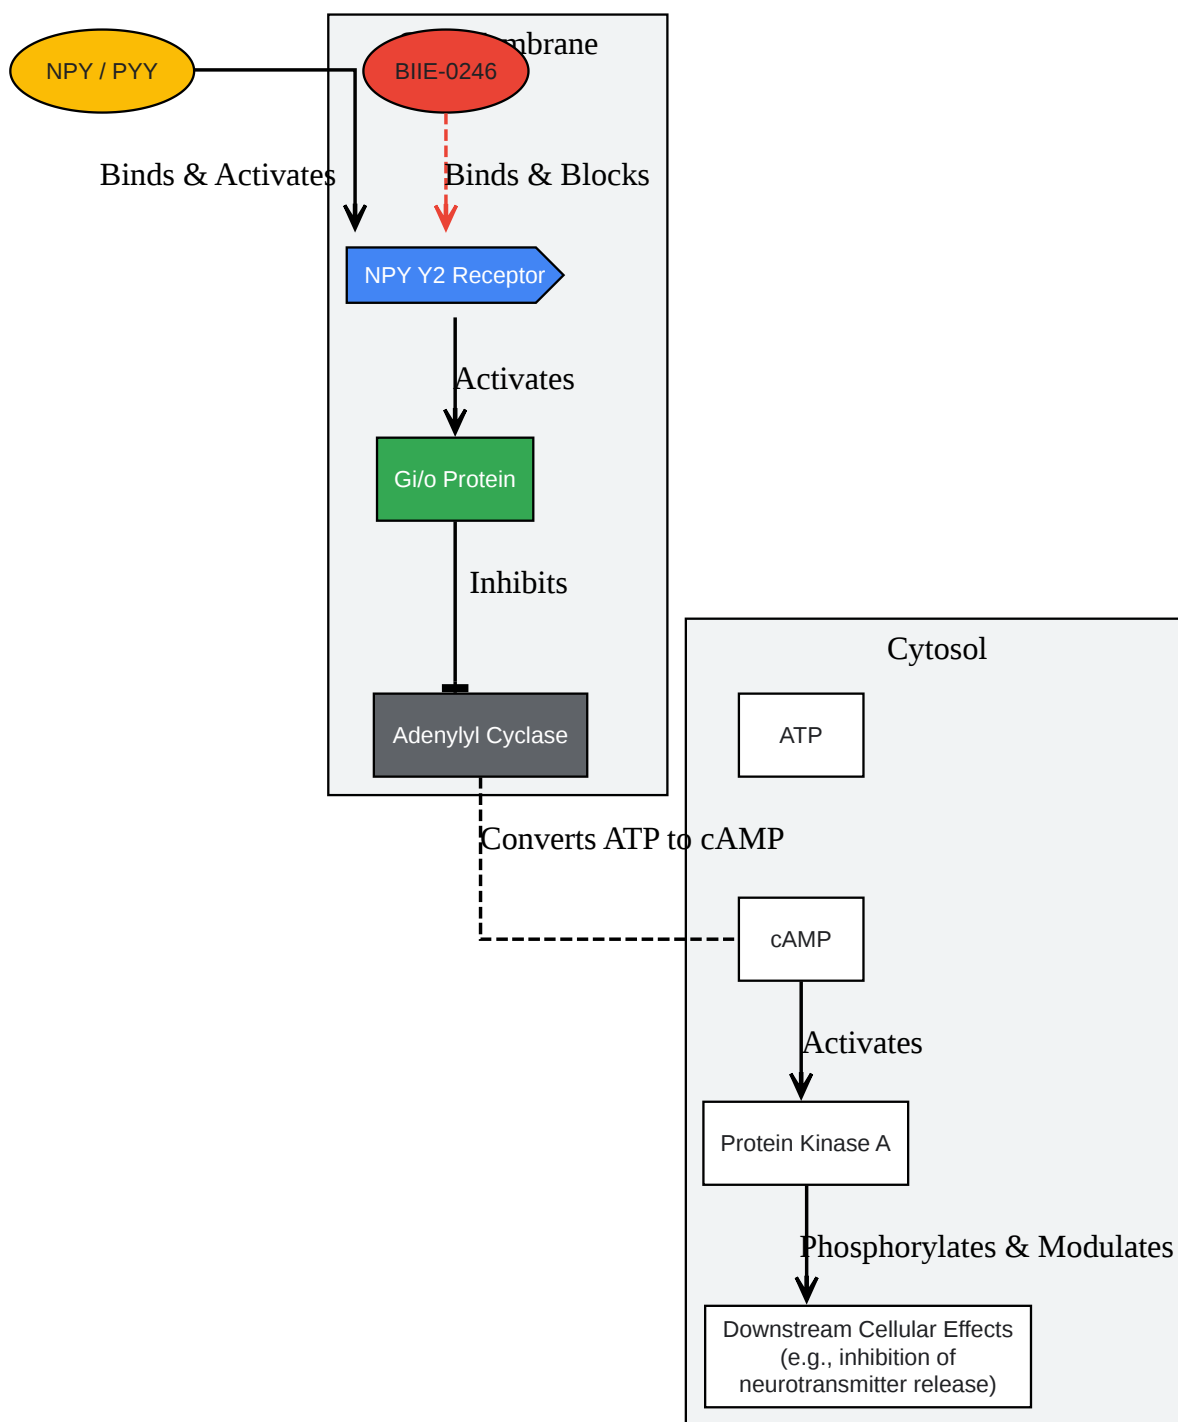 mbrane
NPY / PYY
BIIE-0246
Binds & Activates
Binds & Blocks
NPY Y2 Receptor
Activates
Gi/o Protein
Inhibits
Cytosol
Adenylyl Cyclase
ATP
Converts ATP to cAMP
cAMP
Activates
Protein Kinase A
Phosphorylates & Modulates
Downstream Cellular Effects
(e.g., inhibition of
neurotransmitter release)